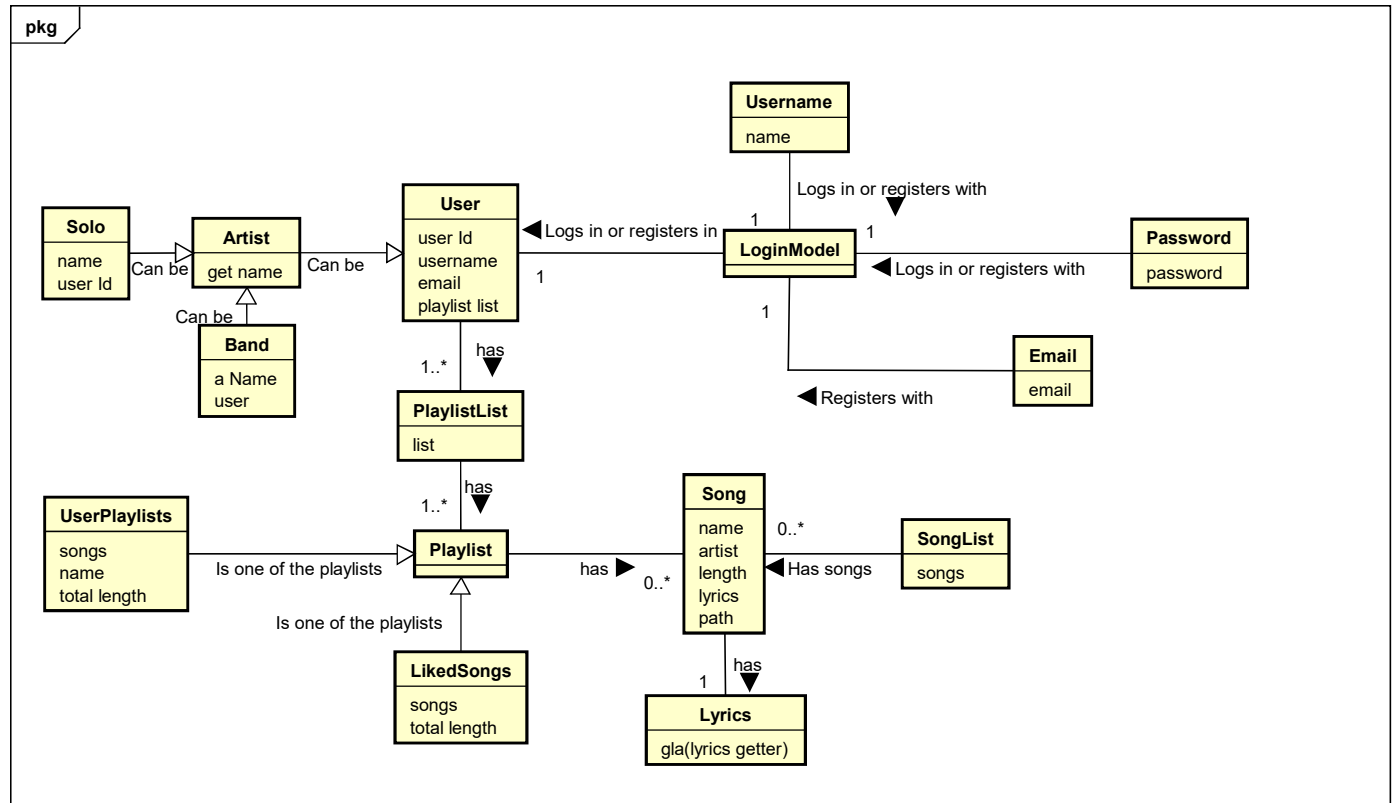 pkg
Username
name
Logs in or registers with
1
User
user Id
username
email
playlist list
Solo
name
user Id
Can be
Artist
get name
Can be
Can be
Band
a Name
user
Logs in or registers in
1
LoginModel
1
Logs in or registers with
Password
password
1
Registers with
Email
email
has
1..*
PlaylistList
list
has
1..*
UserPlaylists
songs
name
total length
Is one of the playlists
Playlist
has
0..*
Song
name
artist
length
lyrics
path
0..*
Has songs
SongList
songs
Is one of the playlists
LikedSongs
songs
total length
has
1
Lyrics
gla(lyrics getter)